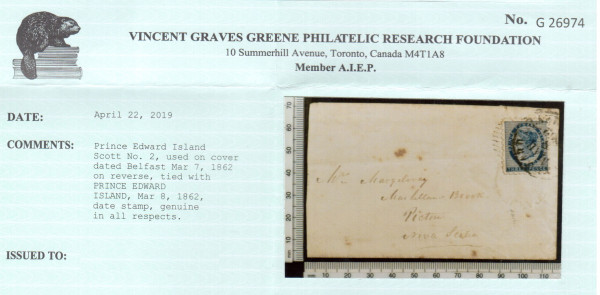 No. G 26974
VINCENT GRAVES GREENE PHILATELIC RESEARCH FOUNDATION
10 Summerhill Avenue, Toronto, Canada M4T1A8
Member A.I.E.P.
DATE: April 22, 2019
COMMENTS: Prince Edward Island
Scott No. 2, used on cover
dated Belfast Mar 7, 1862
on reverse, tied with
PRINCE EDWARD
ISLAND, Mar 8, 1862,
date stamp, genuine
in all respects.
ISSUED TO:
Pictou
Nova Scotia